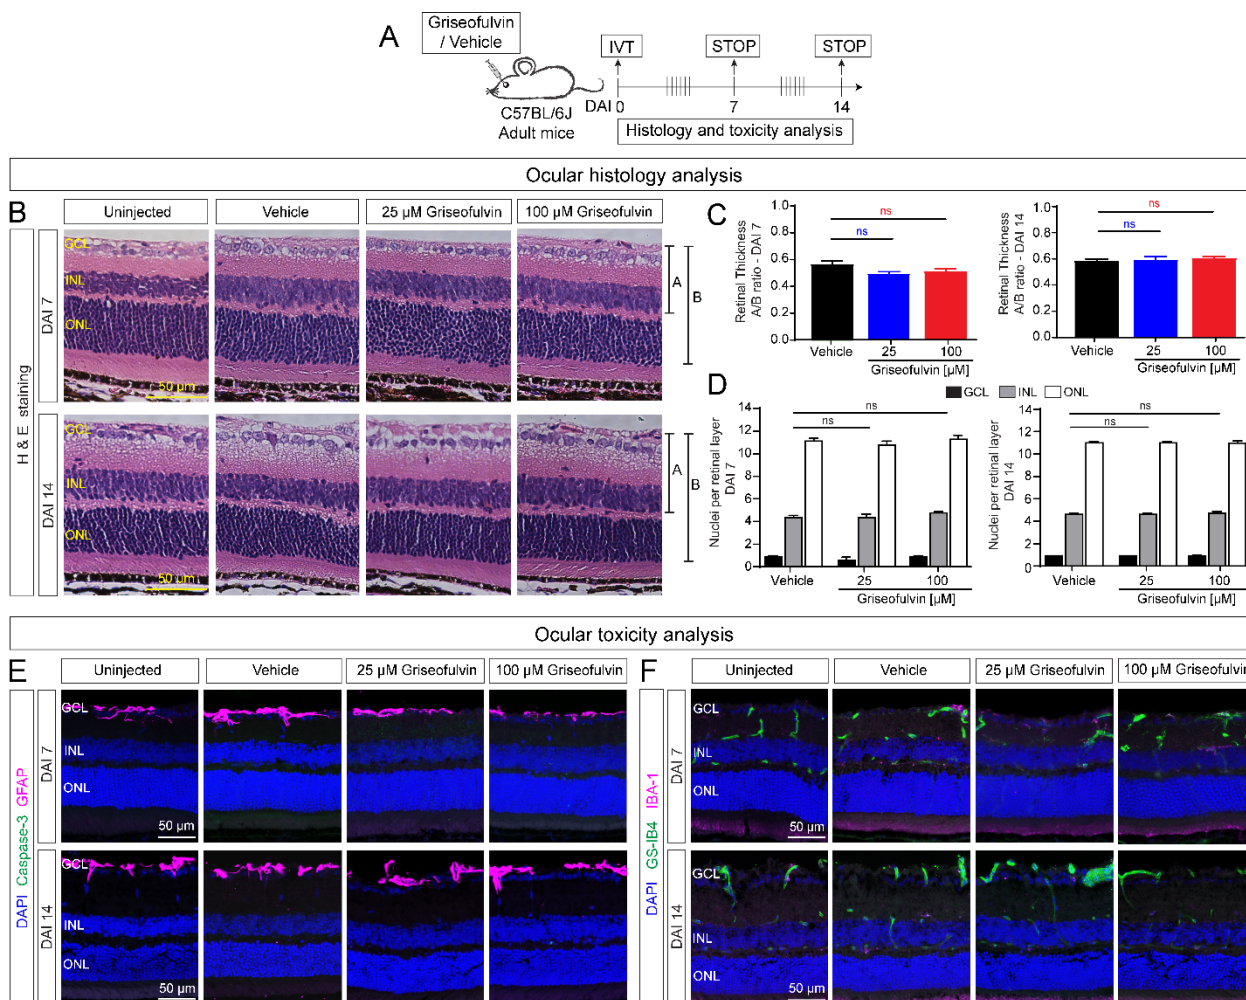 A
Griseofulvin
/ Vehicle
C57BL/6J
Adult mice
IVT
STOP
STOP
DAI 0
7
14
Histology and toxicity analysis
Ocular histology analysis
B
Uninjected
Vehicle
25 µM Griseofulvin
100 µM Griseofulvin
H & E staining
DAI 7
GCL
INL
ONL
50 µm
A
B
DAI 14
GCL
INL
ONL
50 µm
A
B
C
Retinal Thickness
A/B ratio - DAI 7
1.0
0.8
0.6
0.4
0.2
0.0
ns
ns
Vehicle
25
100
Griseofulvin [µM]
Retinal Thickness
A/B ratio - DAI 14
1.0
0.8
0.6
0.4
0.2
0.0
ns
ns
Vehicle
25
100
Griseofulvin [µM]
D
GCL
INL
ONL
Nuclei per retinal layer
DAI 7
14
12
10
8
6
4
2
0
ns
ns
Vehicle
25
100
Griseofulvin [µM]
Nuclei per retinal layer
DAI 14
14
12
10
8
6
4
2
0
ns
ns
Vehicle
25
100
Griseofulvin [µM]
Ocular toxicity analysis
E
Uninjected
Vehicle
25 µM Griseofulvin
100 µM Griseofulvin
DAPI Caspase-3 GFAP
DAI 7
GCL
INL
ONL
50 µm
DAI 14
GCL
INL
ONL
50 µm
F
Uninjected
Vehicle
25 µM Griseofulvin
100 µM Griseofulvin
DAPI GS-IB4 IBA-1
DAI 7
GCL
INL
ONL
50 µm
DAI 14
GCL
INL
ONL
50 µm